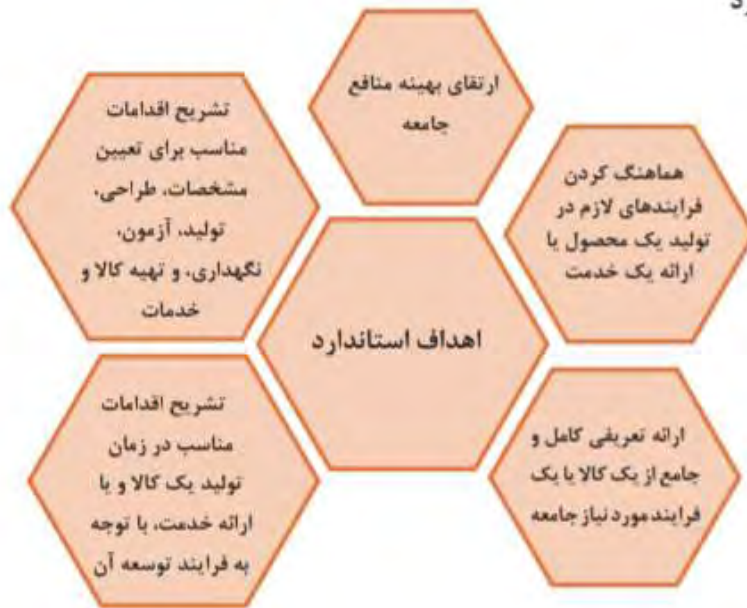 ارتقای بهینه منافع
جامعه
هماهنگ کردن
فرایندهای لازم در
تولید یک محصول یا
ارائه یک خدمت
ارائه تعریفی کامل و
جامع از یک کالا یا یک
فرایند مورد نیاز جامعه
اهداف استاندارد
تشریح اقدامات
مناسب برای تعیین
مشخصات، طراحی،
تولید، آزمون،
نگهداری، و تهیه کالا و
خدمات
تشریح اقدامات
مناسب در زمان
تولید یک کالا و یا
ارائه خدمت، با توجه
به فرایند توسعه آن